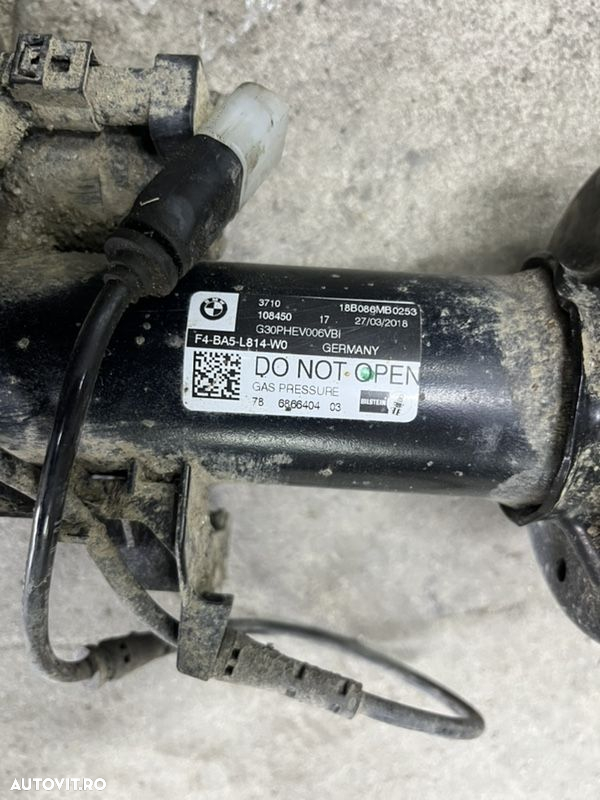 BMW
3710 18B086MB0253
108450 17 27/03/2018
G30PHEV006VBI
F4-BA5-L814-W0 GERMANY
DO NOT OPEN
GAS PRESSURE
78 6866404 03
BILSTEIN
AUTOVIT.RO